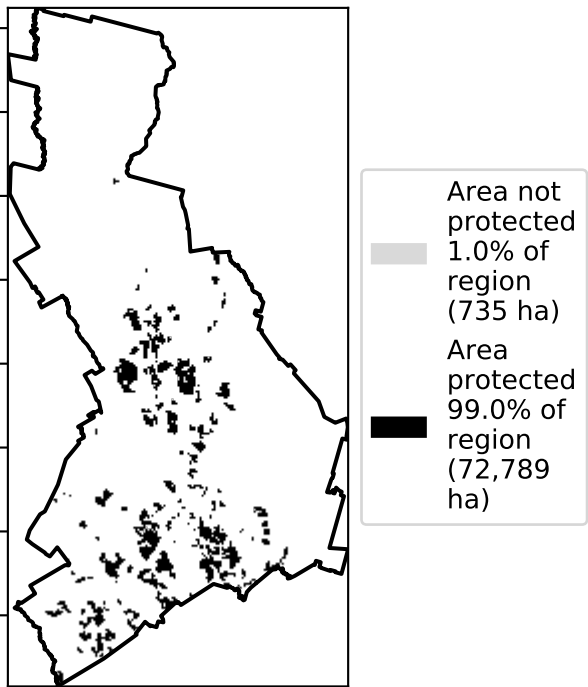 Area not
protected
1.0% of
region
(735 ha)
Area
protected
99.0% of
region
(72,789
ha)